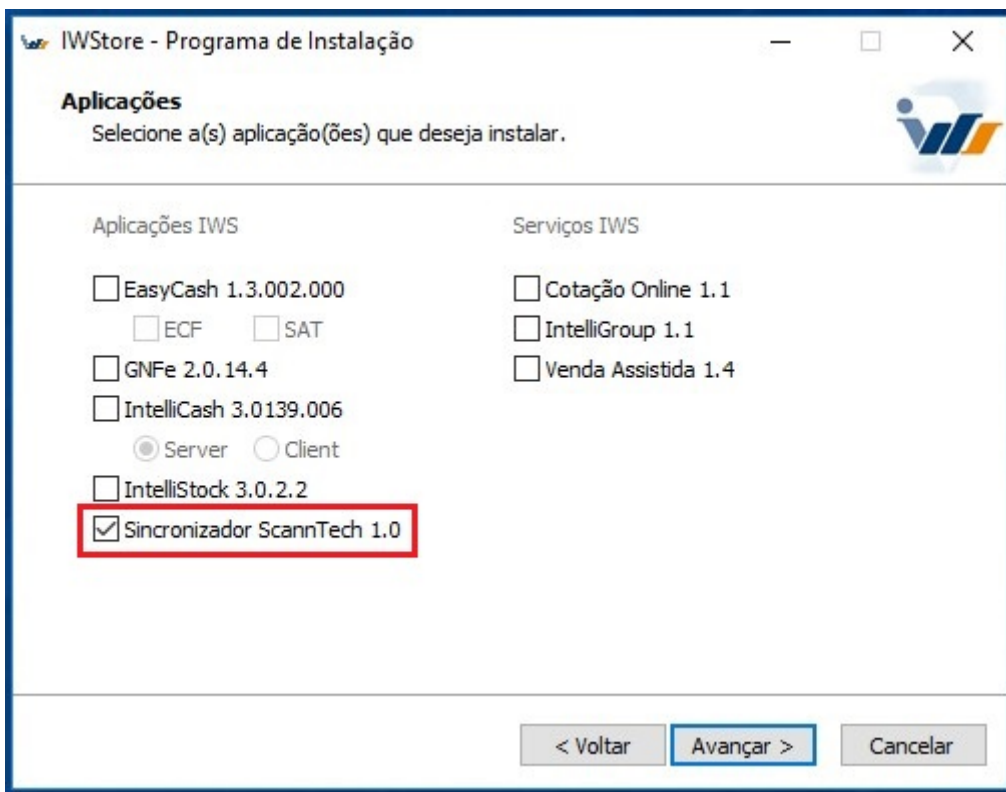 IWStore - Programa de Instalação
Aplicações
Selecione a(s) aplicação(ões) que deseja instalar.
iws
Aplicações IWS
EasyCash 1.3.002.000
ECF SAT
GNFe 2.0.14.4
IntelliCash 3.0139.006
Server Client
IntelliStock 3.0.2.2
Sincronizador ScannTech 1.0
Serviços IWS
Cotação Online 1.1
IntelliGroup 1.1
Venda Assistida 1.4
< Voltar
Avançar >
Cancelar